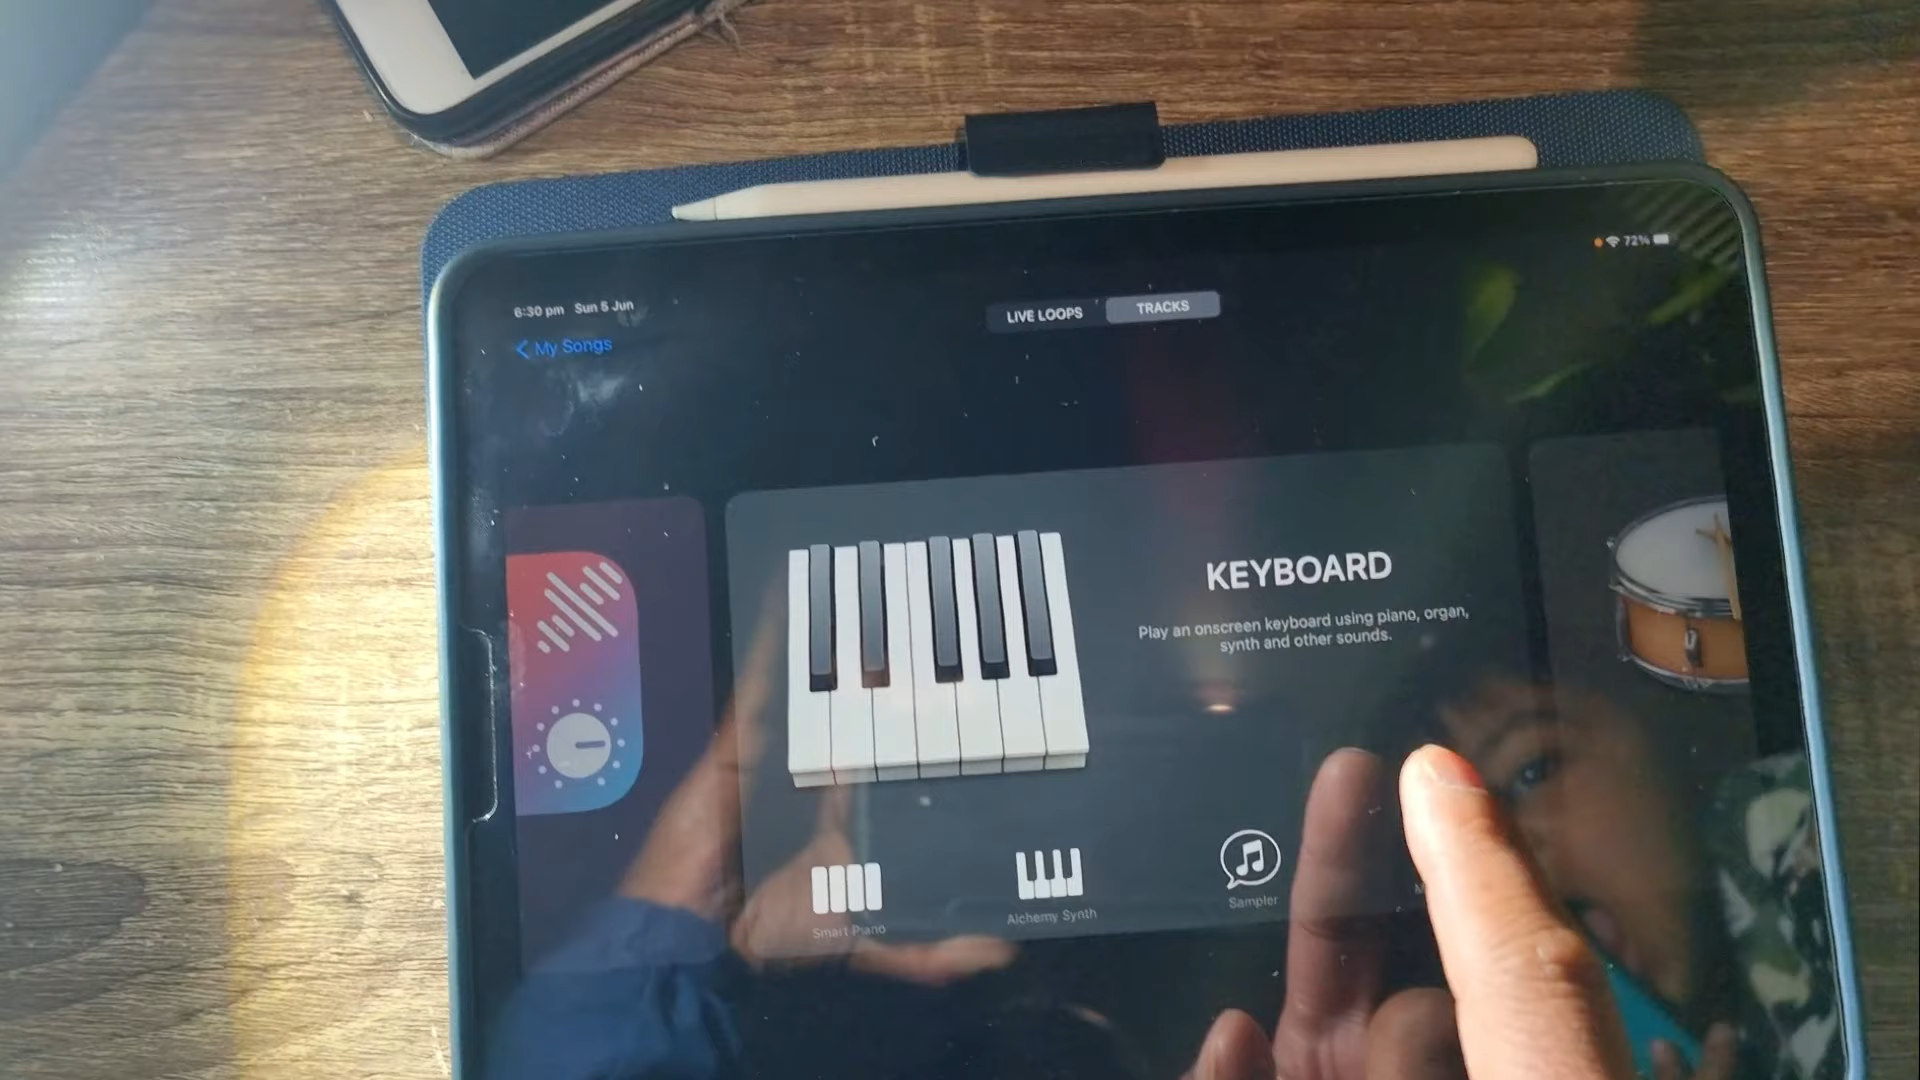 6:30 pm Sun 5 Jun
72%
My Songs
LIVE LOOPS
TRACKS
KEYBOARD
Play an onscreen keyboard using piano, organ,
synth and other sounds.
Smart Piano
Alchemy Synth
Sampler